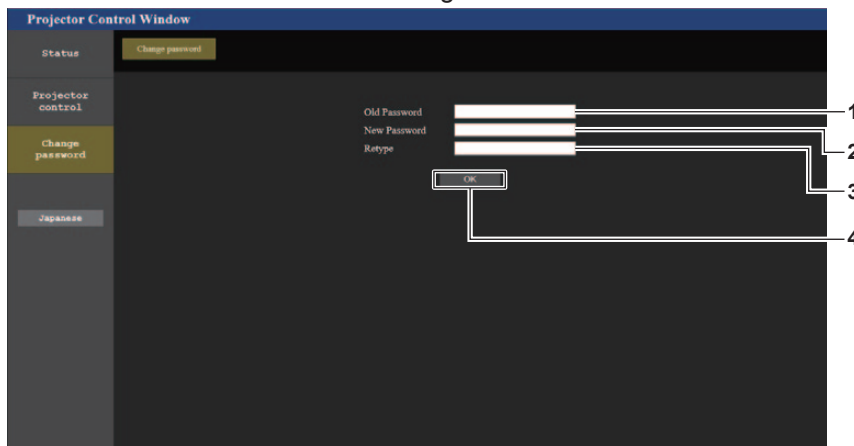 Projector Control Window
Status
Change password
Projector
control
Change
password
Japanese
Old Password
New Password
Retype
OK
1
2
3
4